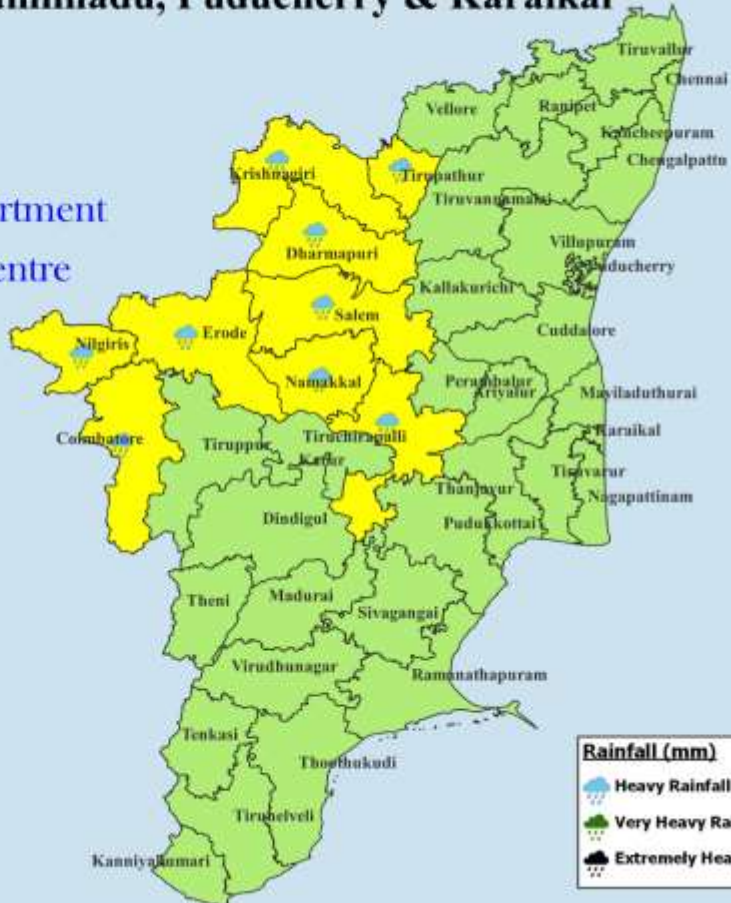 Puducherry & Karaikal
Tiruvallur
Chennai
Vellore
Ranipet
Kancheepuram
Chengalpattu
Krishnagiri
Tirupathur
Tiruvannamalai
artment
Villupuram
Dharmapuri
entre
Puducherry
Kallakurichi
Salem
Cuddalore
Erode
Nilgiris
Namakkal
Perambalur
Ariyalur
Mayiladuthurai
Coimbatore
Tiruppur
Tiruchirapalli
Karaikal
Karur
Tiruvarur
Thanjavur
Nagapattinam
Dindigul
Pudukkottai
Theni
Madurai
Sivagangai
Virudhunagar
Ramanathapuram
Tenkasi
Thoothukudi
Tirunelveli
Kanniyakumari
Rainfall (mm)
Heavy Rainfall
Very Heavy Ra
Extremely Hea